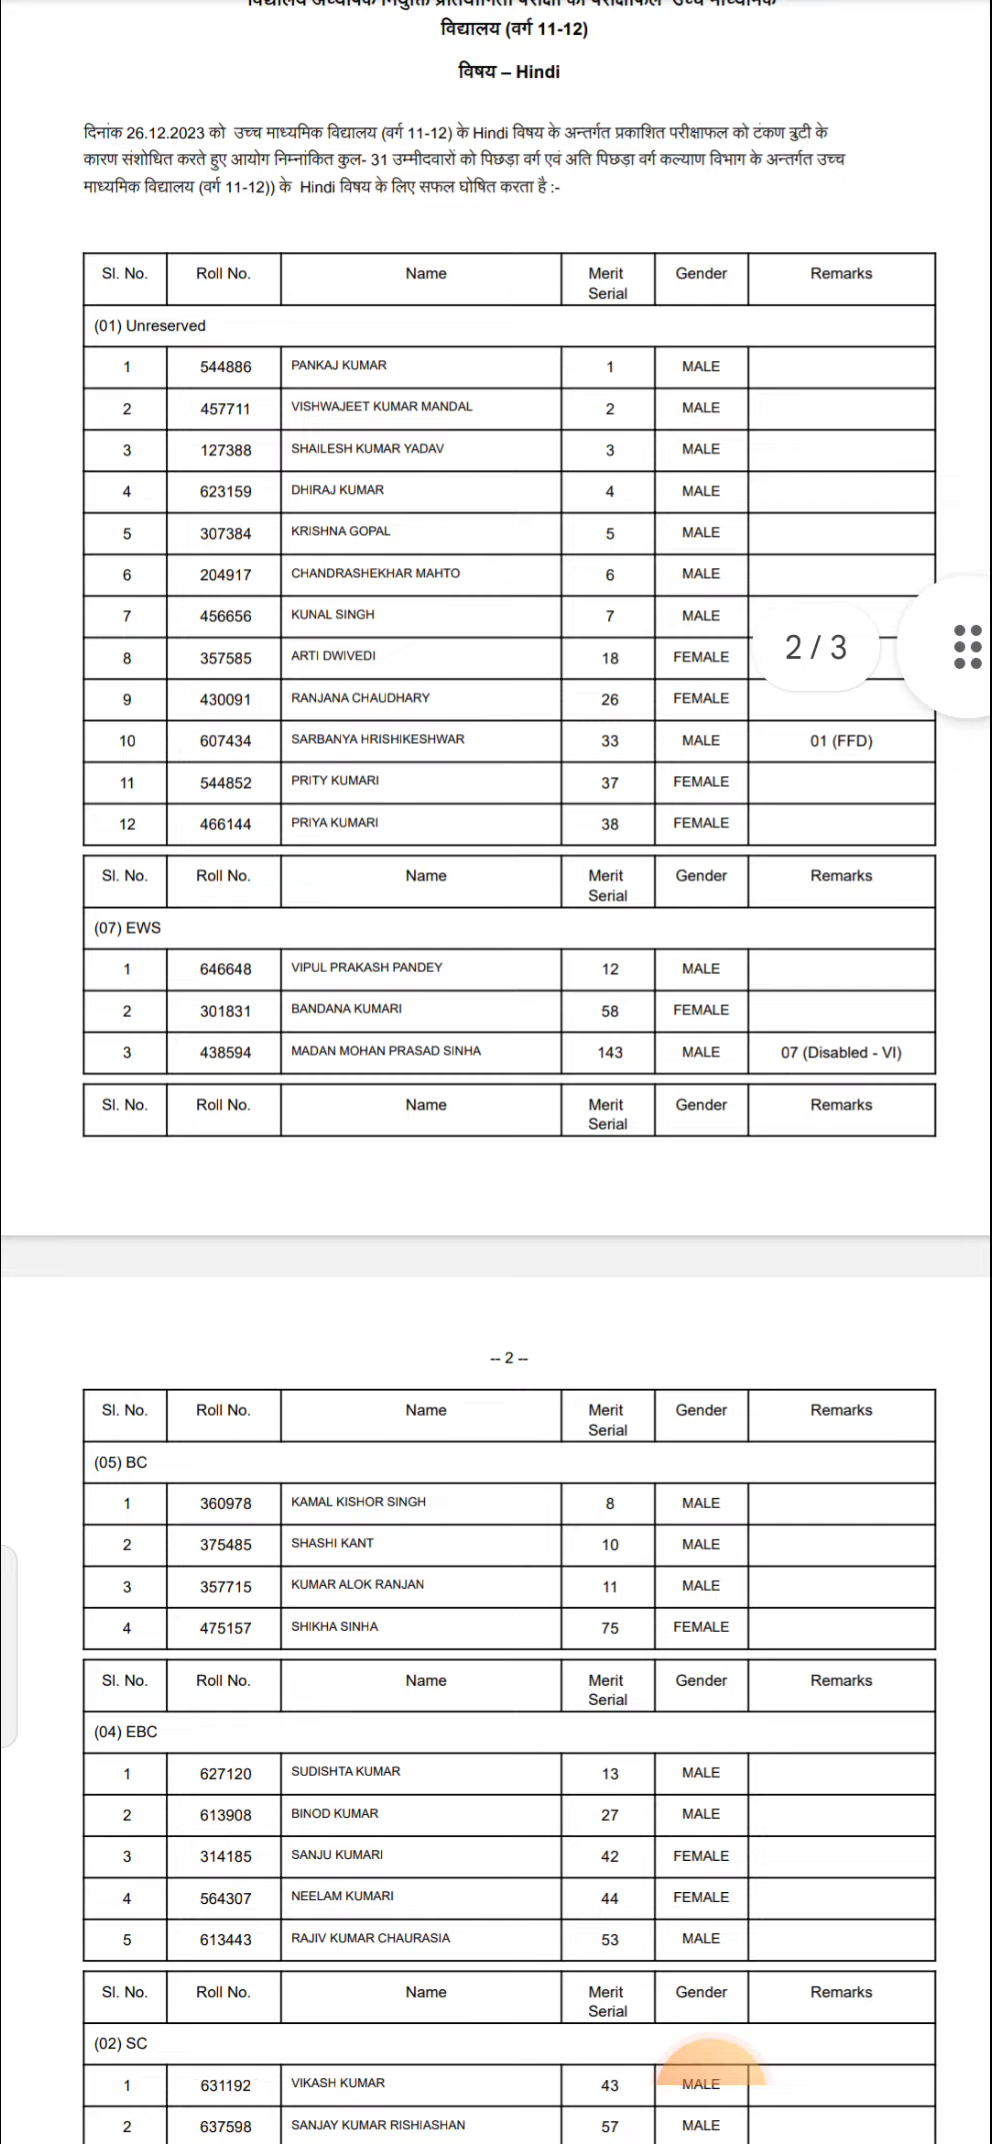 विद्यालय अध्यापक नियुक्ति प्रतियोगिता परीक्षा का परीक्षाफल उच्च माध्यमिक
विद्यालय (वर्ग 11-12)
विषय – Hindi
दिनांक 26.12.2023 को उच्च माध्यमिक विद्यालय (वर्ग 11-12) के Hindi विषय के अन्तर्गत प्रकाशित परीक्षाफल को टंकण त्रुटी के
कारण संशोधित करते हुए आयोग निम्नांकित कुल- 31 उम्मीदवारों को पिछड़ा वर्ग एवं अति पिछड़ा वर्ग कल्याण विभाग के अन्तर्गत उच्च
माध्यमिक विद्यालय (वर्ग 11-12)) के Hindi विषय के लिए सफल घोषित करता है :-
Sl. No. Roll No. Name Merit Serial Gender Remarks
(01) Unreserved
1 544886 PANKAJ KUMAR 1 MALE
2 457711 VISHWAJEET KUMAR MANDAL 2 MALE
3 127388 SHAILESH KUMAR YADAV 3 MALE
4 623159 DHIRAJ KUMAR 4 MALE
5 307384 KRISHNA GOPAL 5 MALE
6 204917 CHANDRASHEKHAR MAHTO 6 MALE
7 456656 KUNAL SINGH 7 MALE
8 357585 ARTI DWIVEDI 18 FEMALE
2 / 3
9 430091 RANJANA CHAUDHARY 26 FEMALE
10 607434 SARBANYA HRISHIKESHWAR 33 MALE 01 (FFD)
11 544852 PRITY KUMARI 37 FEMALE
12 466144 PRIYA KUMARI 38 FEMALE
Sl. No. Roll No. Name Merit Serial Gender Remarks
(07) EWS
1 646648 VIPUL PRAKASH PANDEY 12 MALE
2 301831 BANDANA KUMARI 58 FEMALE
3 438594 MADAN MOHAN PRASAD SINHA 143 MALE 07 (Disabled - VI)
Sl. No. Roll No. Name Merit Serial Gender Remarks
-- 2 --
Sl. No. Roll No. Name Merit Serial Gender Remarks
(05) BC
1 360978 KAMAL KISHOR SINGH 8 MALE
2 375485 SHASHI KANT 10 MALE
3 357715 KUMAR ALOK RANJAN 11 MALE
4 475157 SHIKHA SINHA 75 FEMALE
Sl. No. Roll No. Name Merit Serial Gender Remarks
(04) EBC
1 627120 SUDISHTA KUMAR 13 MALE
2 613908 BINOD KUMAR 27 MALE
3 314185 SANJU KUMARI 42 FEMALE
4 564307 NEELAM KUMARI 44 FEMALE
5 613443 RAJIV KUMAR CHAURASIA 53 MALE
Sl. No. Roll No. Name Merit Serial Gender Remarks
(02) SC
1 631192 VIKASH KUMAR 43 MALE
2 637598 SANJAY KUMAR RISHIASHAN 57 MALE